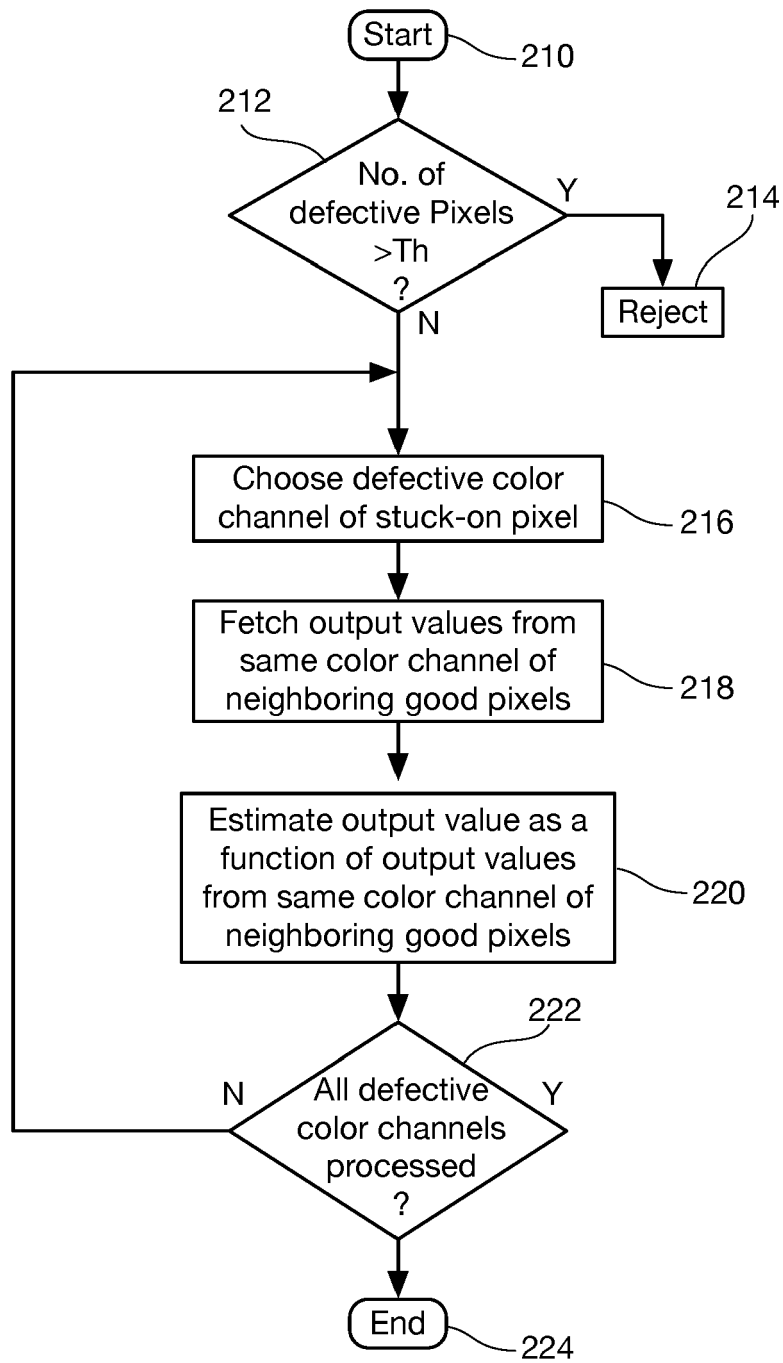 Start
210
212
No. of
defective Pixels
>Th
?
Y
214
Reject
N
Choose defective color
channel of stuck-on pixel
216
Fetch output values from
same color channel of
neighboring good pixels
218
Estimate output value as a
function of output values
from same color channel of
neighboring good pixels
220
222
N
All defective
color channels
processed
?
Y
End
224